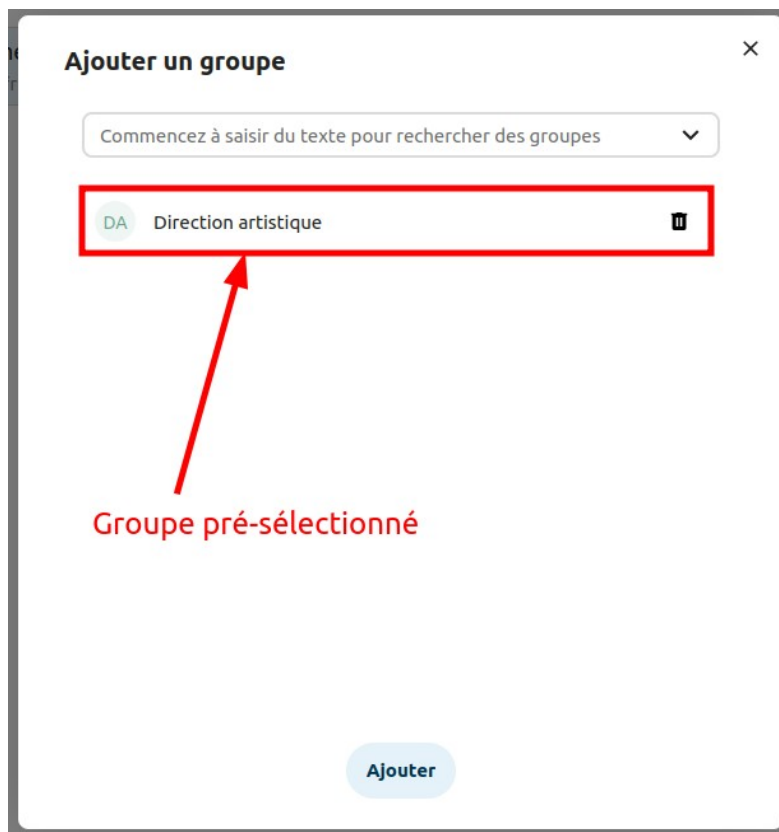 Ajouter un groupe
Commencez à saisir du texte pour rechercher des groupes
DA Direction artistique
Groupe pré-sélectionné
Ajouter